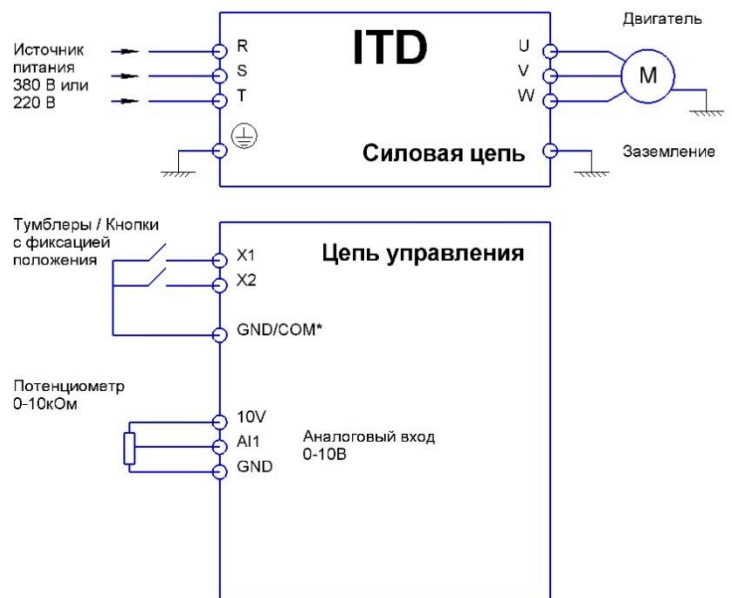 Источник
питания
380 В или
220 В
R
S
T
ITD
U
V
W
Двигатель
M
Силовая цепь
Заземление
Тумблеры / Кнопки
с фиксацией
положения
X1
X2
GND/COM*
Цепь управления
Потенциометр
0-10кОм
10V
AI1
GND
Аналоговый вход
0-10В